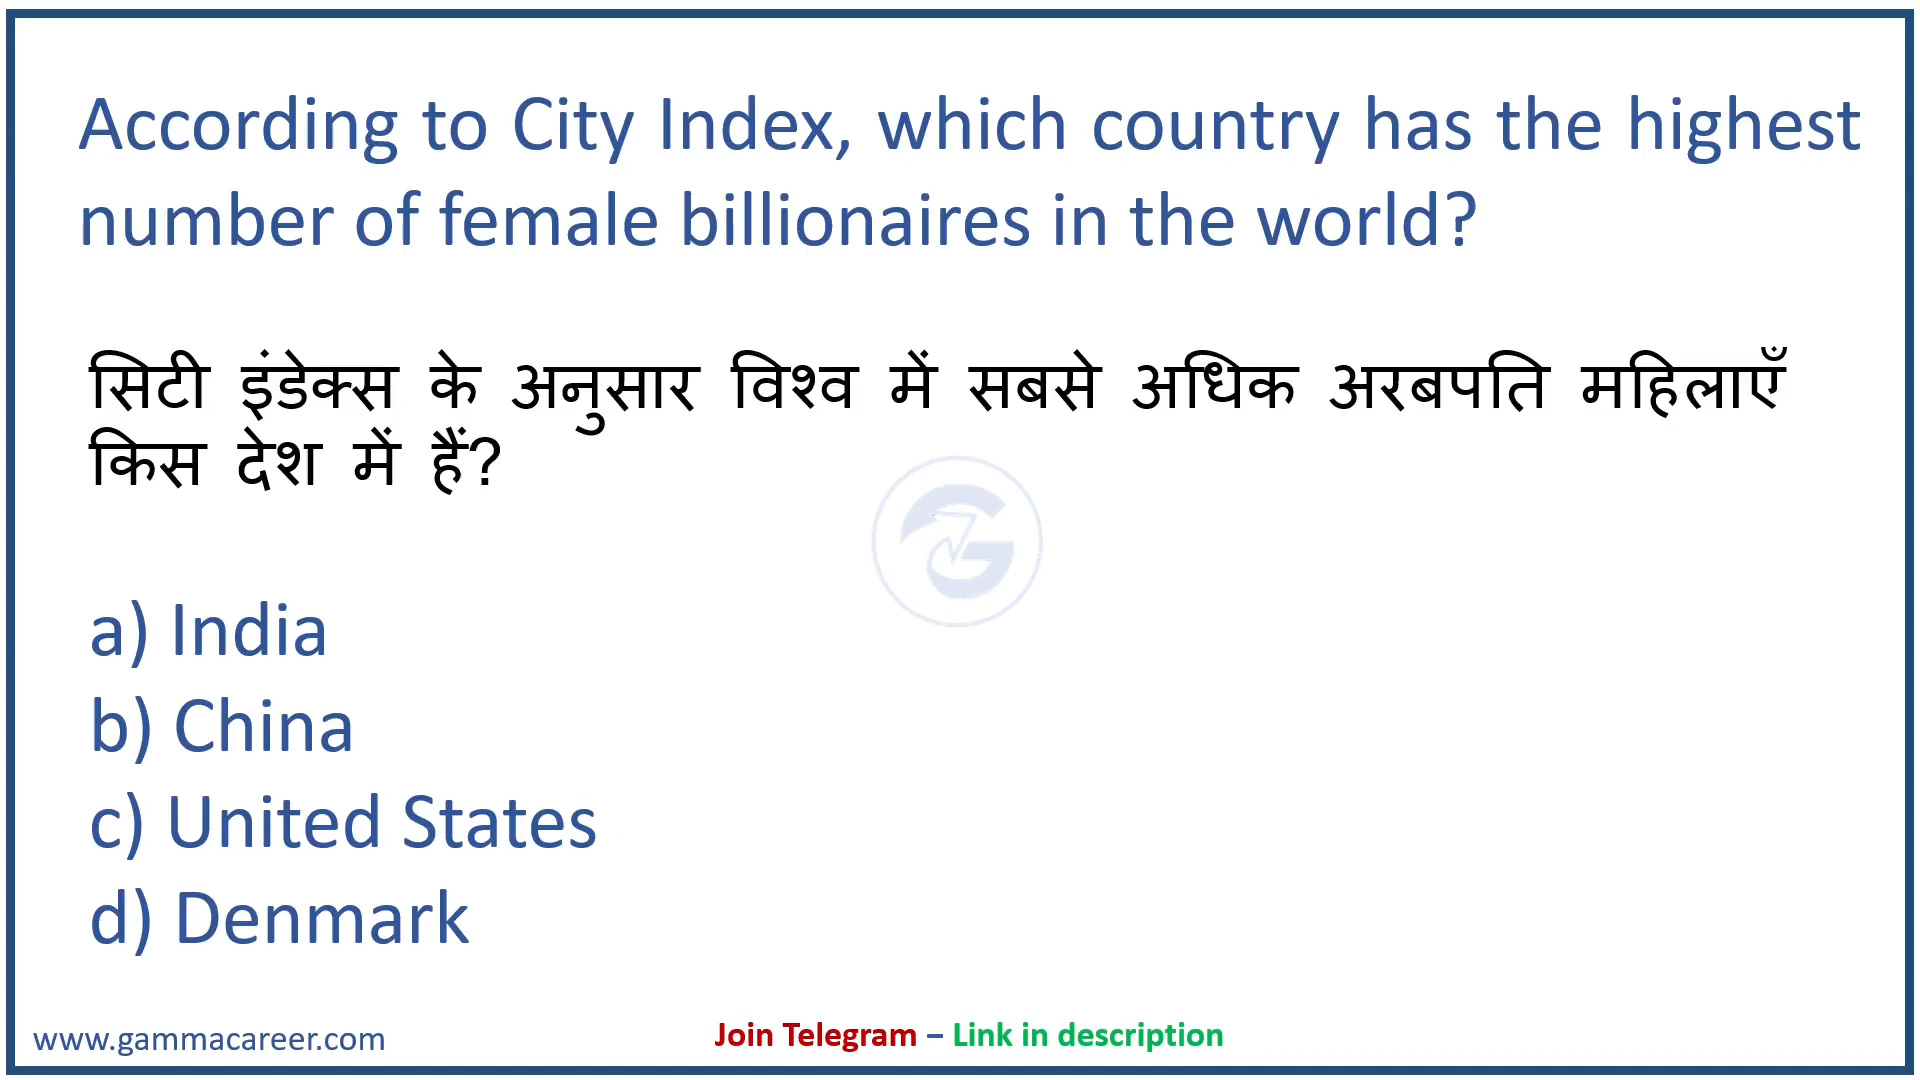 According to City Index, which country has the highest
number of female billionaires in the world?
सिटी इंडेक्स के अनुसार विश्व में सबसे अधिक अरबपति महिलाएँ
किस देश में हैं?
a) India
b) China
c) United States
d) Denmark
www.gammacareer.com
Join Telegram – Link in description